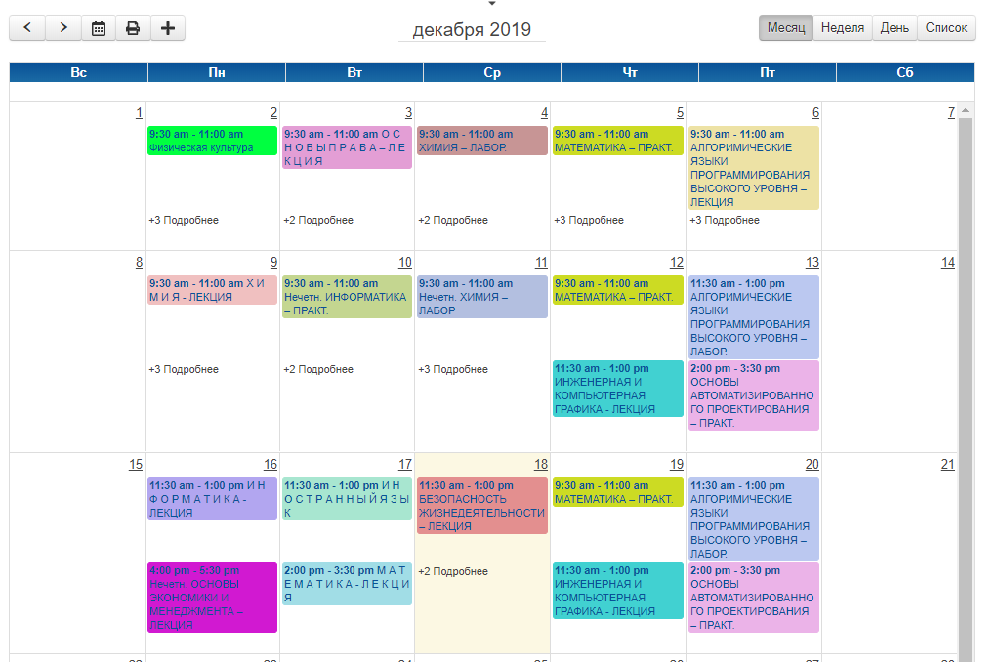 декабря 2019
Месяц Неделя День Список
Вс Пн Вт Ср Чт Пт Сб
1 2 3 4 5 6 7
9:30 am - 11:00 am
Физическая культура
+3 Подробнее
9:30 am - 11:00 am О С
Н О В Ы П Р А В А – Л Е
К Ц И Я
+2 Подробнее
9:30 am - 11:00 am
ХИМИЯ – ЛАБОР.
+2 Подробнее
9:30 am - 11:00 am
МАТЕМАТИКА – ПРАКТ.
+3 Подробнее
9:30 am - 11:00 am
АЛГОРИМИЧЕСКИЕ
ЯЗЫКИ
ПРОГРАММИРОВАНИЯ
ВЫСОКОГО УРОВНЯ –
ЛЕКЦИЯ
+3 Подробнее
8 9 10 11 12 13 14
9:30 am - 11:00 am Х И
М И Я - ЛЕКЦИЯ
+3 Подробнее
9:30 am - 11:00 am
Нечетн. ИНФОРМАТИКА
– ПРАКТ.
+2 Подробнее
9:30 am - 11:00 am
Нечетн. ХИМИЯ –
ЛАБОР
+3 Подробнее
9:30 am - 11:00 am
МАТЕМАТИКА – ПРАКТ.
11:30 am - 1:00 pm
ИНЖЕНЕРНАЯ И
КОМПЬЮТЕРНАЯ
ГРАФИКА - ЛЕКЦИЯ
11:30 am - 1:00 pm
АЛГОРИМИЧЕСКИЕ
ЯЗЫКИ
ПРОГРАММИРОВАНИЯ
ВЫСОКОГО УРОВНЯ –
ЛАБОР.
2:00 pm - 3:30 pm
ОСНОВЫ
АВТОМАТИЗИРОВАННО
ГО ПРОЕКТИРОВАНИЯ
– ПРАКТ.
15 16 17 18 19 20 21
11:30 am - 1:00 pm И Н
Ф О Р М А Т И К А -
ЛЕКЦИЯ
4:00 pm - 5:30 pm
Нечетн. ОСНОВЫ
ЭКОНОМИКИ И
МЕНЕДЖМЕНТА –
ЛЕКЦИЯ
11:30 am - 1:00 pm И Н
О С Т Р А Н Н Ы Й Я З Ы
К
2:00 pm - 3:30 pm М А Т
Е М А Т И К А - Л Е К Ц И
Я
11:30 am - 1:00 pm
БЕЗОПАСНОСТЬ
ЖИЗНЕДЕЯТЕЛЬНОСТИ
– ЛЕКЦИЯ
+2 Подробнее
9:30 am - 11:00 am
МАТЕМАТИКА – ПРАКТ.
11:30 am - 1:00 pm
ИНЖЕНЕРНАЯ И
КОМПЬЮТЕРНАЯ
ГРАФИКА - ЛЕКЦИЯ
11:30 am - 1:00 pm
АЛГОРИМИЧЕСКИЕ
ЯЗЫКИ
ПРОГРАММИРОВАНИЯ
ВЫСОКОГО УРОВНЯ –
ЛАБОР.
2:00 pm - 3:30 pm
ОСНОВЫ
АВТОМАТИЗИРОВАННО
ГО ПРОЕКТИРОВАНИЯ
– ПРАКТ.